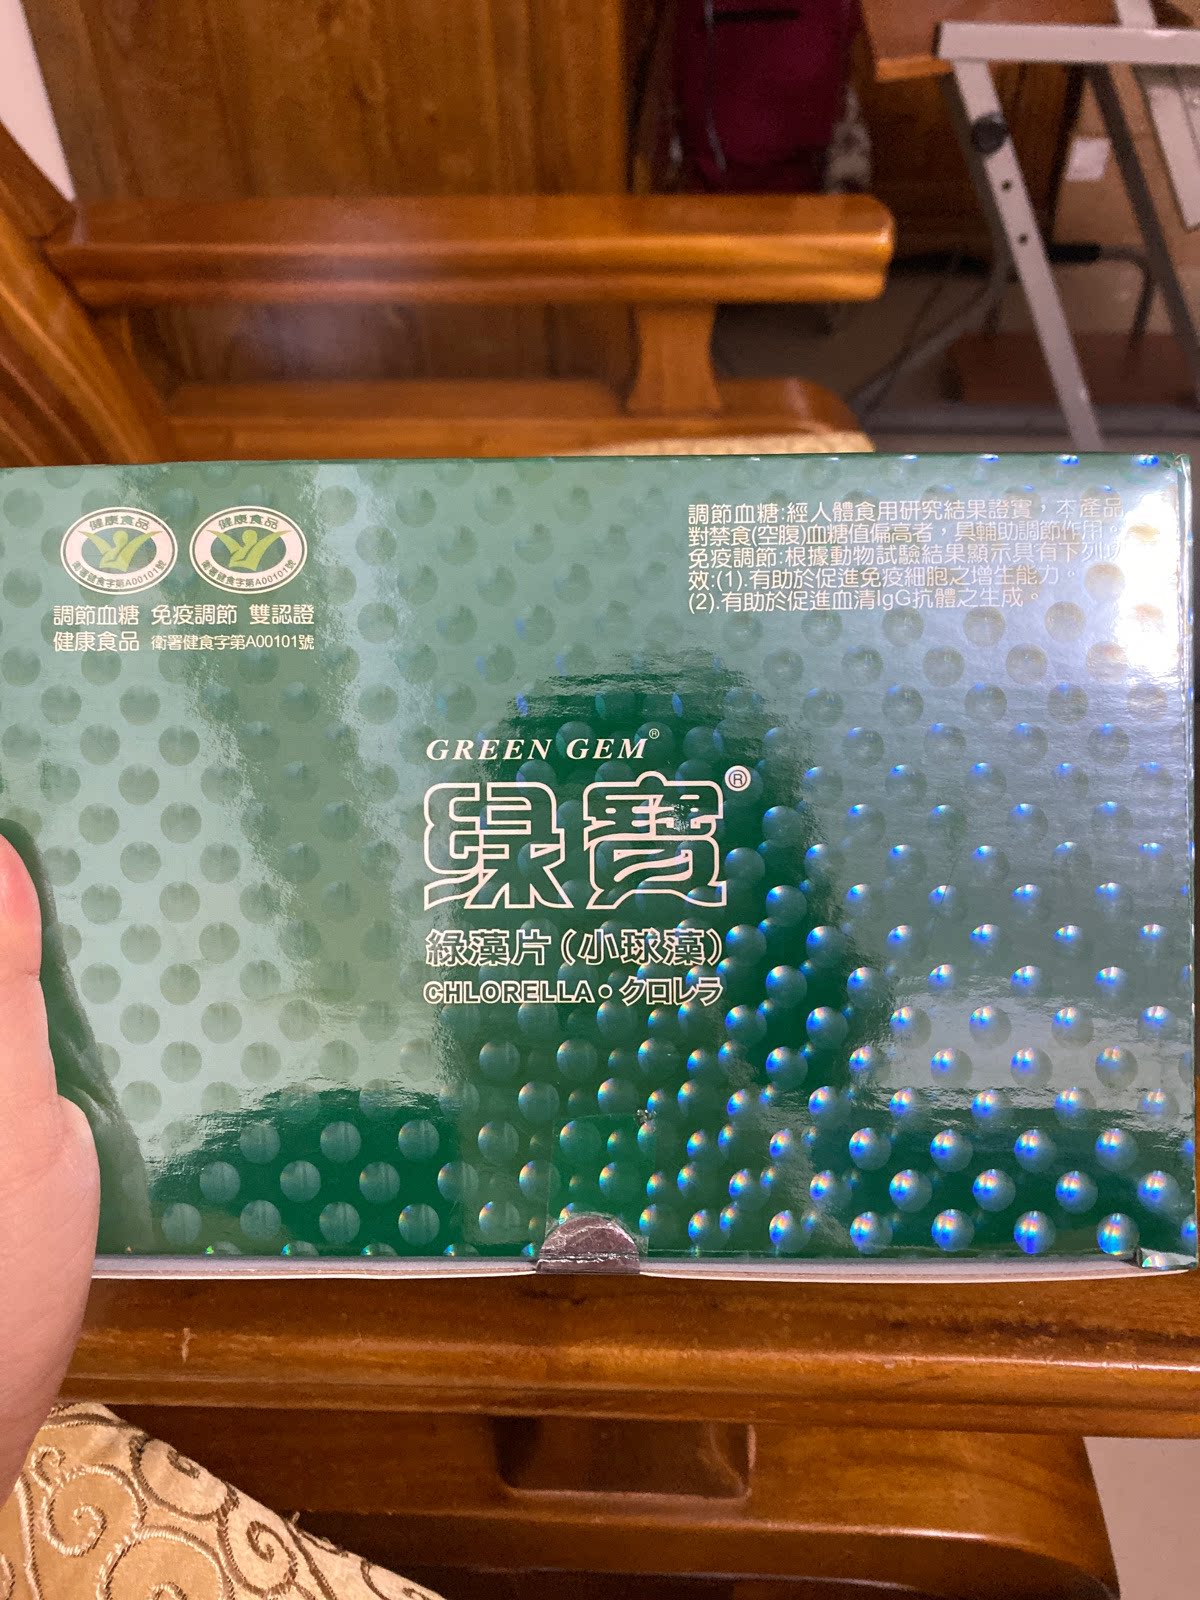 健康食品
衛署健食字第A00101號
健康食品
衛署健食字第A00101號
調節血糖 免疫調節 雙認證
健康食品 衛署健食字第A00101號
調節血糖:經人體食用研究結果證實,本產品
對禁食(空腹)血糖值偏高者,具輔助調節作用。
免疫調節:根據動物試驗結果顯示具有下列功
效:(1).有助於促進免疫細胞之增生能力。
(2).有助於促進血清IgG抗體之生成。
GREEN GEM®
綠寶®
綠藻片(小球藻)
CHLORELLA・クロレラ